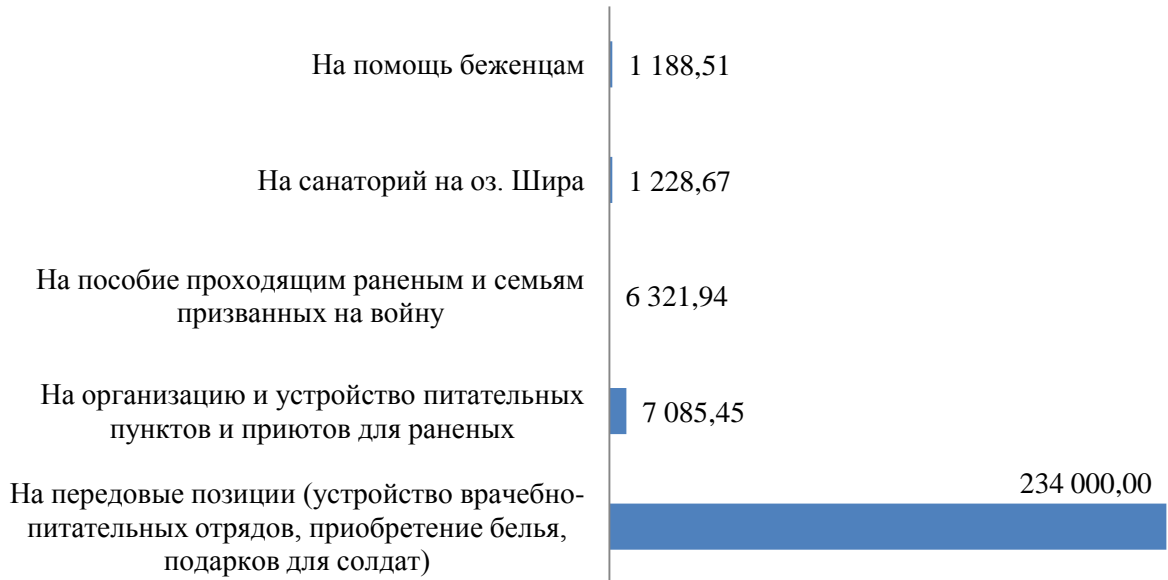 На помощь беженцам
1 188,51
На санаторий на оз. Шира
1 228,67
На пособие проходящим раненым и семьям
призванных на войну
6 321,94
На организацию и устройство питательных
пунктов и приютов для раненых
7 085,45
На передовые позиции (устройство врачебно-
питательных отрядов, приобретение белья,
подарков для солдат)
234 000,00